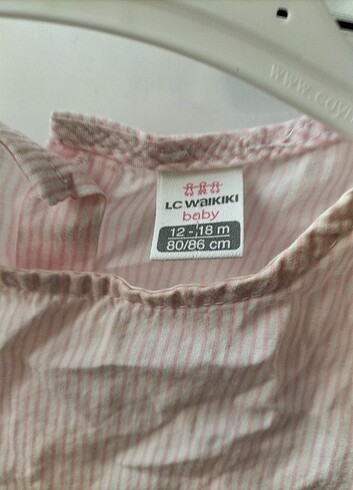 LC WAIKIKI
baby
12 - 18 m
80/86 cm